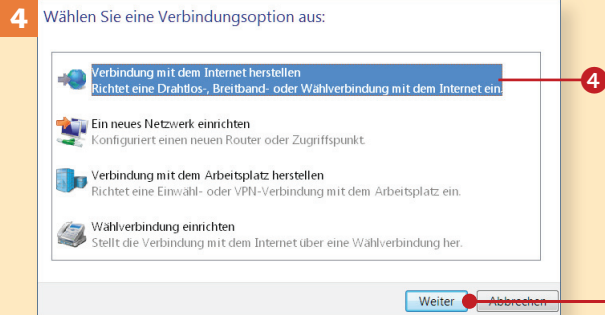 4
Wählen Sie eine Verbindungsoption aus:
Verbindung mit dem Internet herstellen
Richtet eine Drahtlos-, Breitband- oder Wählverbindung mit dem Internet ein.
4
Ein neues Netzwerk einrichten
Konfiguriert einen neuen Router oder Zugriffspunkt.
Verbindung mit dem Arbeitsplatz herstellen
Richtet eine Einwähl- oder VPN-Verbindung mit dem Arbeitsplatz ein.
Wählverbindung einrichten
Stellt die Verbindung mit dem Internet über eine Wählverbindung her.
Weiter Abbrechen